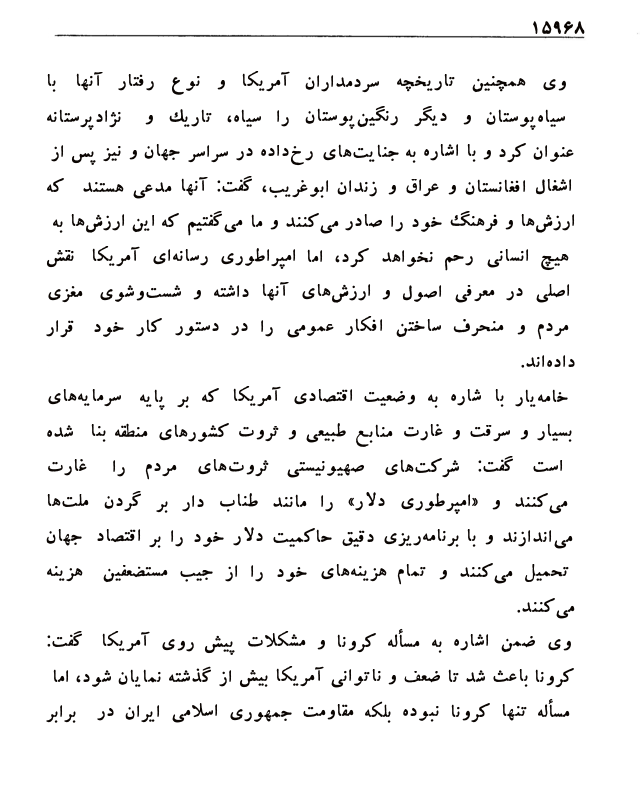 ۱۵۹۶۸
وی همچنین تاریخچه سردمداران آمریکا و نوع رفتار آنها با
سیاه‌پوستان و دیگر رنگین‌پوستان را سیاه، تاریك و نژادپرستانه
عنوان کرد و با اشاره به جنایت‌های رخ‌داده در سراسر جهان و نیز پس از
اشغال افغانستان و عراق و زندان ابوغریب، گفت: آنها مدعی هستند که
ارزش‌ها و فرهنگ خود را صادر می‌کنند و ما می‌گفتیم که این ارزش‌ها به
هیچ انسانی رحم نخواهد کرد، اما امپراطوری رسانه‌ای آمریکا نقش
اصلی در معرفی اصول و ارزش‌های آنها داشته و شست‌وشوی مغزی
مردم و منحرف ساختن افکار عمومی را در دستور کار خود قرار
داده‌اند.
خامه‌یار با شاره به وضعیت اقتصادی آمریکا که بر پایه سرمایه‌های
بسیار و سرقت و غارت منابع طبیعی و ثروت کشورهای منطقه بنا شده
است گفت: شرکت‌های صهیونیستی ثروت‌های مردم را غارت
می‌کنند و «امپرطوری دلار» را مانند طناب دار بر گردن ملت‌ها
می‌اندازند و با برنامه‌ریزی دقیق حاکمیت دلار خود را بر اقتصاد جهان
تحمیل می‌کنند و تمام هزینه‌های خود را از جیب مستضعفین هزینه
می‌کنند.
وی ضمن اشاره به مسأله کرونا و مشکلات پیش روی آمریکا گفت:
کرونا باعث شد تا ضعف و ناتوانی آمریکا بیش از گذشته نمایان شود، اما
مسأله تنها کرونا نبوده بلکه مقاومت جمهوری اسلامی ایران در برابر